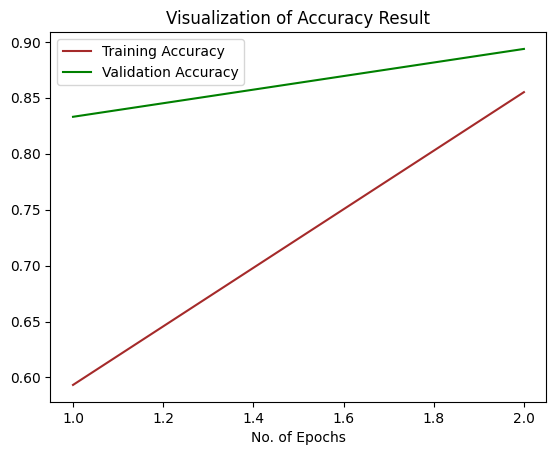 Visualization of Accuracy Result
Training Accuracy
Validation Accuracy
0.90
0.85
0.80
0.75
0.70
0.65
0.60
1.0 1.2 1.4 1.6 1.8 2.0
No. of Epochs